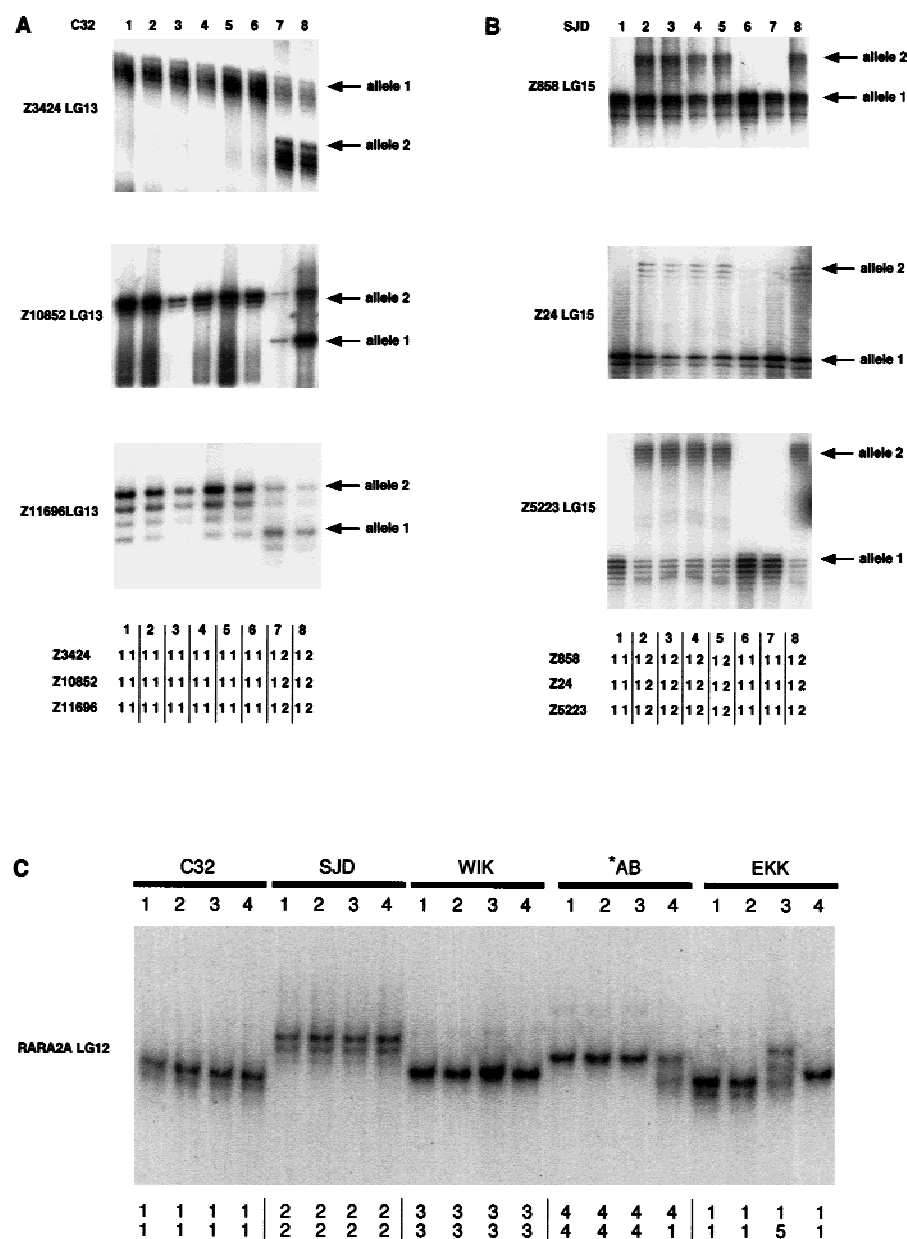 A C32 1 2 3 4 5 6 7 8
Z3424 LG13
allele 1
allele 2
Z10852 LG13
allele 2
allele 1
Z11696LG13
allele 2
allele 1
1 2 3 4 5 6 7 8
Z3424 1 1 1 1 1 1 1 1 1 1 1 1 1 2 1 2
Z10852 1 1 1 1 1 1 1 1 1 1 1 1 1 2 1 2
Z11696 1 1 1 1 1 1 1 1 1 1 1 1 1 2 1 2
B SJD 1 2 3 4 5 6 7 8
Z858 LG15
allele 2
allele 1
Z24 LG15
allele 2
allele 1
Z5223 LG15
allele 2
allele 1
1 2 3 4 5 6 7 8
Z858 1 1 1 2 1 2 1 2 1 2 1 1 1 1 1 2
Z24 1 1 1 2 1 2 1 2 1 2 1 1 1 1 1 2
Z5223 1 1 1 2 1 2 1 2 1 2 1 1 1 1 1 2
C C32 SJD WIK *AB EKK
1 2 3 4 1 2 3 4 1 2 3 4 1 2 3 4 1 2 3 4
RARA2A LG12
1 1 1 1 2 2 2 2 3 3 3 3 4 4 4 4 1 1 1 1
1 1 1 1 2 2 2 2 3 3 3 3 4 4 4 1 1 1 5 1